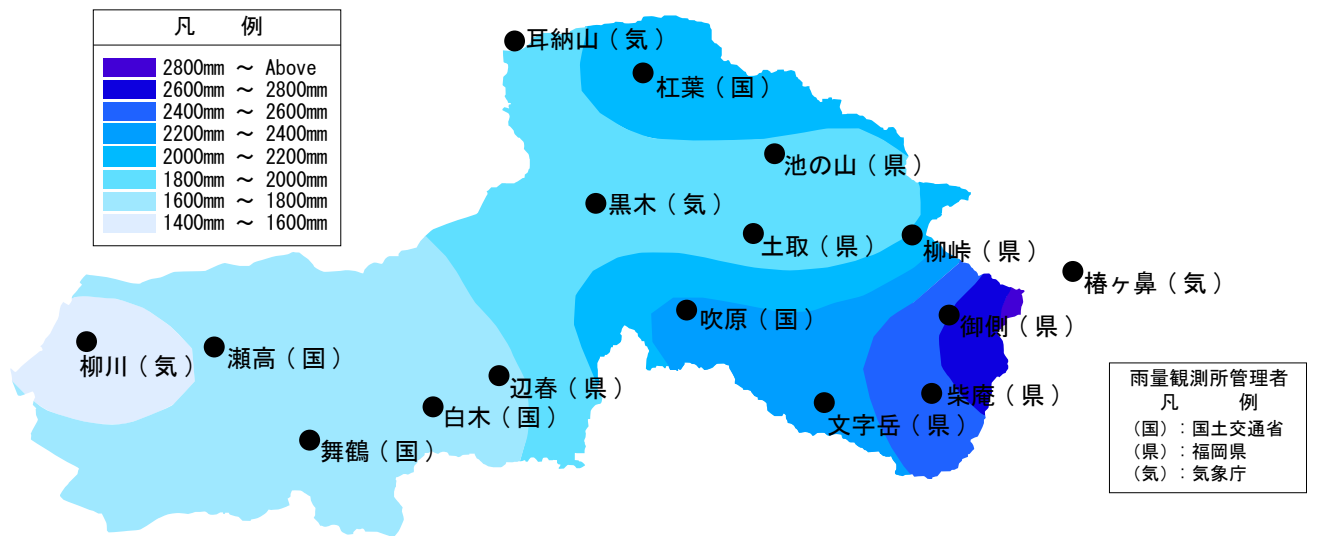 凡　例
2800mm ～ Above
2600mm ～ 2800mm
2400mm ～ 2600mm
2200mm ～ 2400mm
2000mm ～ 2200mm
1800mm ～ 2000mm
1600mm ～ 1800mm
1400mm ～ 1600mm
耳納山（気）
杠葉（国）
池の山（県）
黒木（気）
土取（県）
柳峠（県）
椿ヶ鼻（気）
吹原（国）
御側（県）
柳川（気）
瀬高（国）
辺春（県）
白木（国）
柴庵（県）
文字岳（県）
舞鶴（国）
雨量観測所管理者
凡　例
（国）：国土交通省
（県）：福岡県
（気）：気象庁